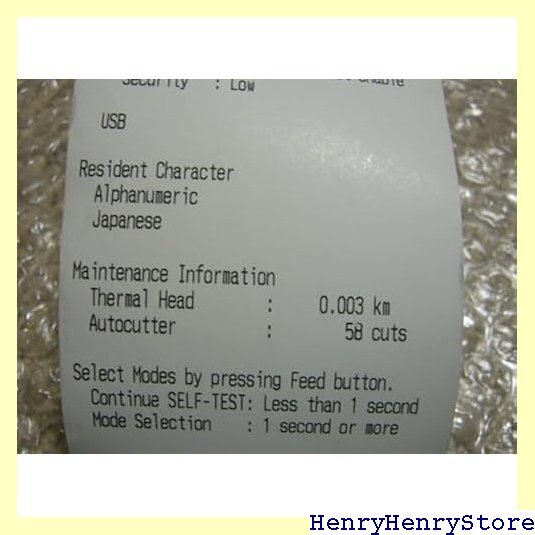 Security : Low
USB
Resident Character
Alphanumeric
Japanese
Maintenance Information
Thermal Head : 0.003 km
Autocutter : 58 cuts
Select Modes by pressing Feed button.
Continue SELF-TEST: Less than 1 second
Mode Selection : 1 second or more
HenryHenryStore